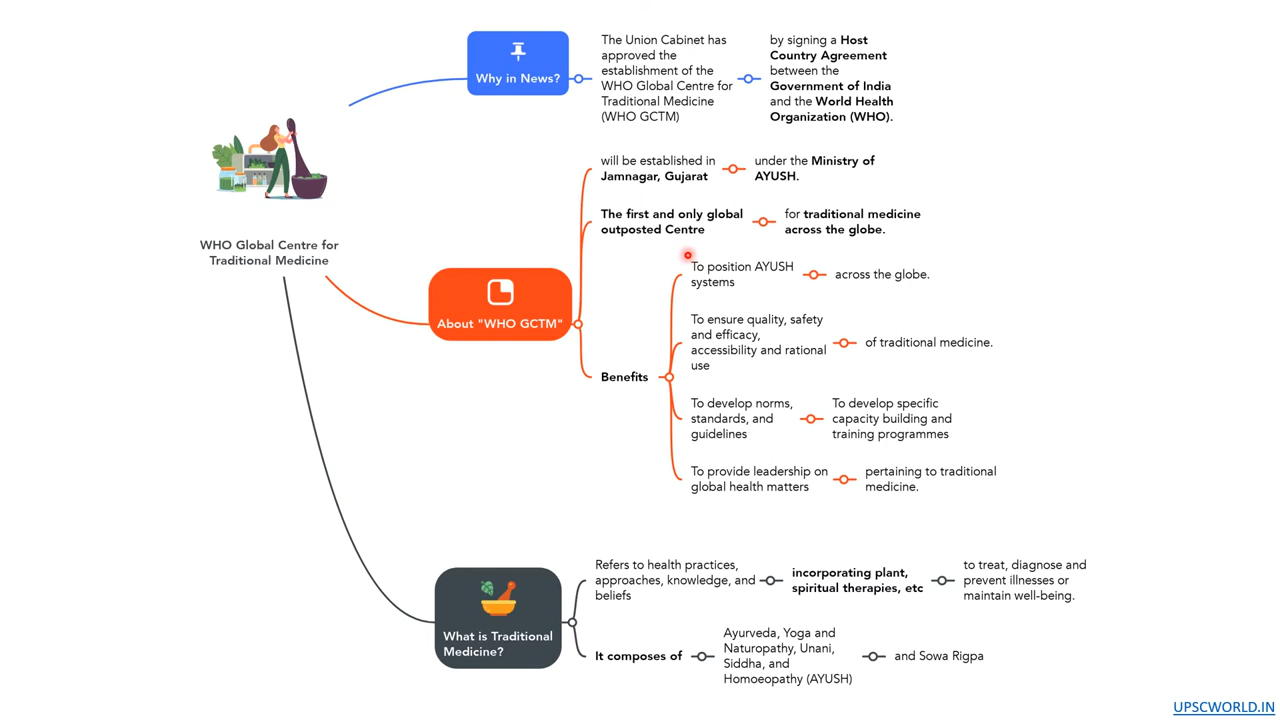 Why in News?
The Union Cabinet has
approved the
establishment of the
WHO Global Centre for
Traditional Medicine
(WHO GCTM)
by signing a Host
Country Agreement
between the
Government of India
and the World Health
Organization (WHO).
WHO Global Centre for
Traditional Medicine
About "WHO GCTM"
will be established in
Jamnagar, Gujarat
under the Ministry of
AYUSH.
The first and only global
outposted Centre
for traditional medicine
across the globe.
Benefits
To position AYUSH
systems
across the globe.
To ensure quality, safety
and efficacy,
accessibility and rational
use
of traditional medicine.
To develop norms,
standards, and
guidelines
To develop specific
capacity building and
training programmes
To provide leadership on
global health matters
pertaining to traditional
medicine.
What is Traditional
Medicine?
Refers to health practices,
approaches, knowledge, and
beliefs
incorporating plant,
spiritual therapies, etc
to treat, diagnose and
prevent illnesses or
maintain well-being.
It composes of
Ayurveda, Yoga and
Naturopathy, Unani,
Siddha, and
Homoeopathy (AYUSH)
and Sowa Rigpa
UPSCWORLD.IN